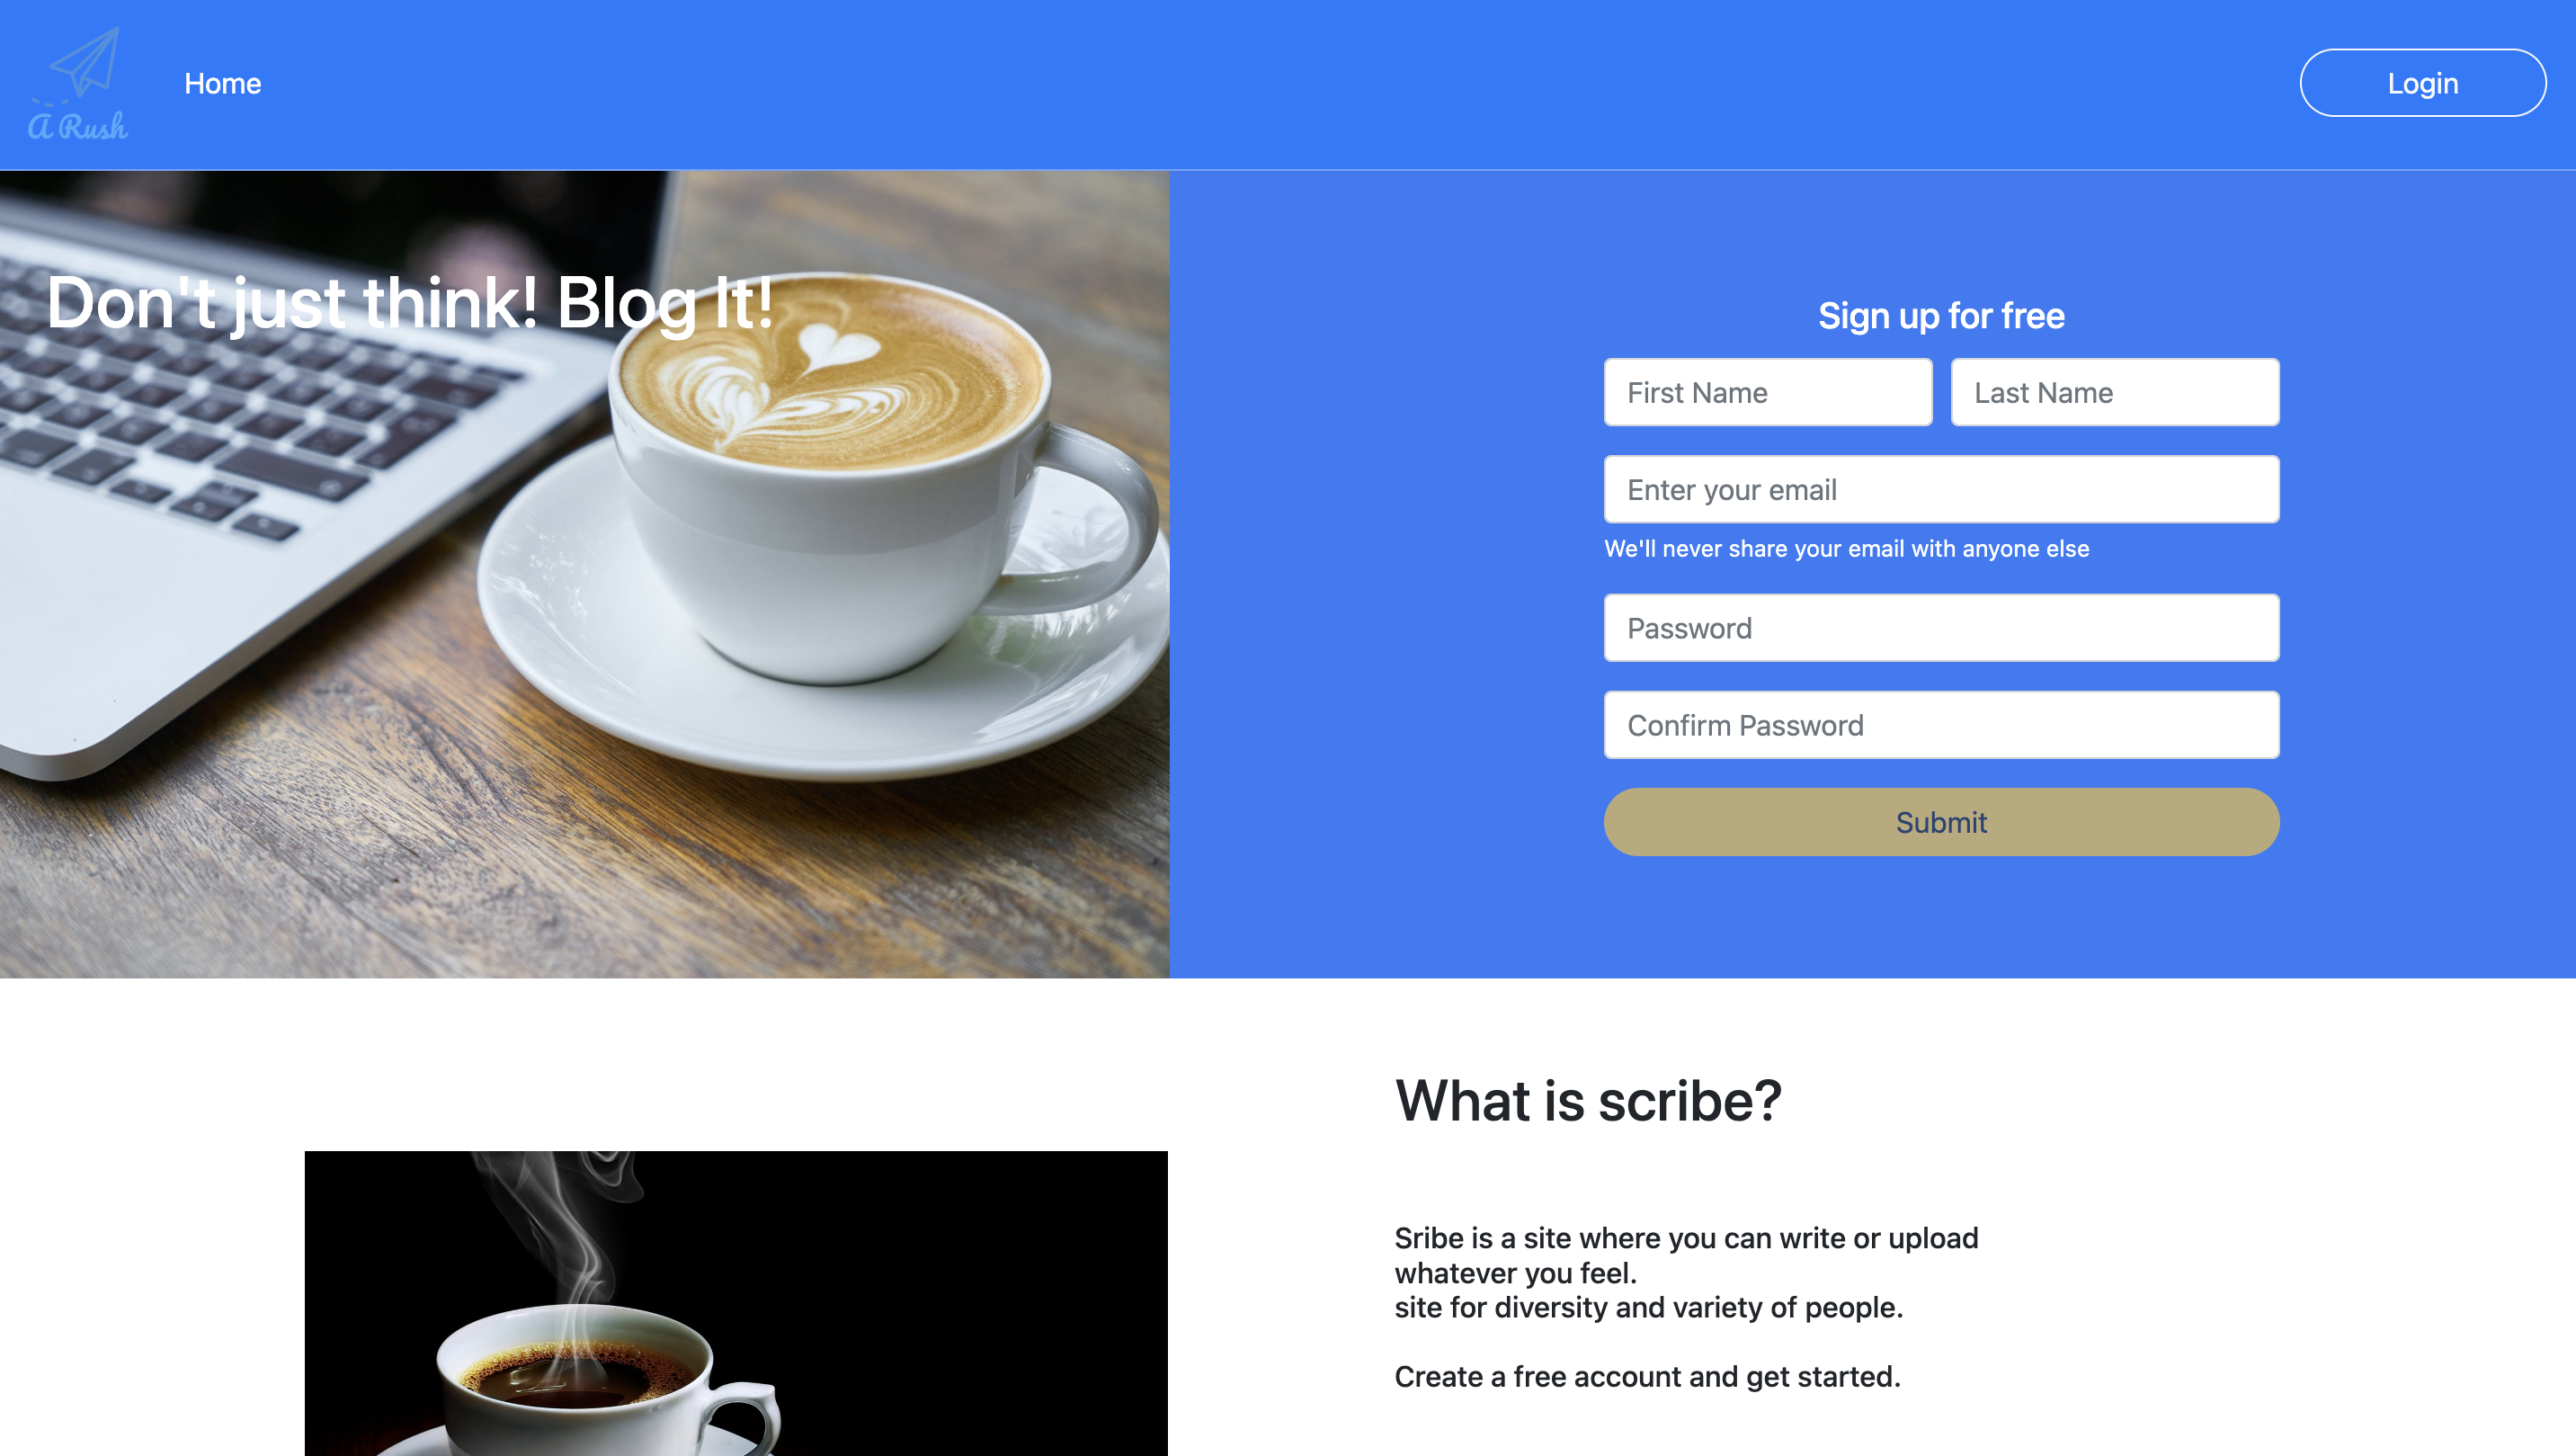 A Rush
Home
Login
Don't just think! Blog It!
Sign up for free
First Name
Last Name
Enter your email
We'll never share your email with anyone else
Password
Confirm Password
Submit
What is scribe?
Sribe is a site where you can write or upload
whatever you feel.
site for diversity and variety of people.
Create a free account and get started.